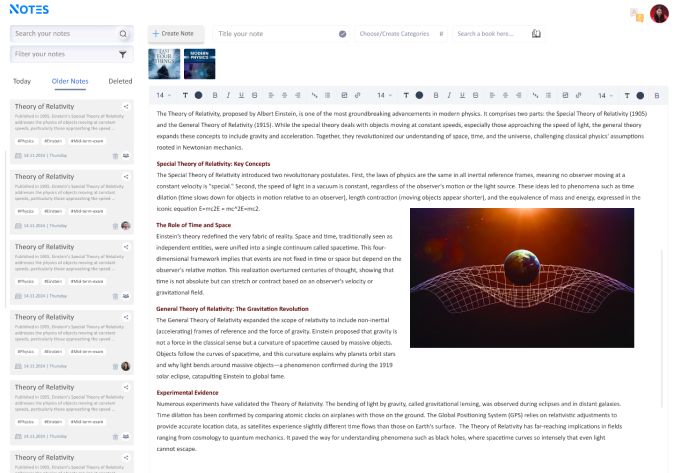 NOTES
Search your notes
Filter your notes
Today Older Notes Deleted
Theory of Relativity
Published in 1905, Einstein's Special Theory of Relativity
addresses the physics of objects moving at constant
speeds, particularly those approaching the speed ...
#Physics #Einstein #Mid-term-exam
14.11.2024 | Thursday
Theory of Relativity
Published in 1905, Einstein's Special Theory of Relativity
addresses the physics of objects moving at constant
speeds, particularly those approaching the speed ...
#Physics #Einstein #Mid-term-exam
14.11.2024 | Thursday
Theory of Relativity
Published in 1905, Einstein's Special Theory of Relativity
addresses the physics of objects moving at constant
speeds, particularly those approaching the speed ...
#Physics #Einstein #Mid-term-exam
14.11.2024 | Thursday
Theory of Relativity
Published in 1905, Einstein's Special Theory of Relativity
addresses the physics of objects moving at constant
speeds, particularly those approaching the speed ...
#Physics #Einstein #Mid-term-exam
14.11.2024 | Thursday
Theory of Relativity
Published in 1905, Einstein's Special Theory of Relativity
addresses the physics of objects moving at constant
speeds, particularly those approaching the speed ...
#Physics #Einstein #Mid-term-exam
14.11.2024 | Thursday
Theory of Relativity
Published in 1905, Einstein's Special Theory of Relativity
+ Create Note Title your note Choose/Create Categories # Search a book here...
LAST
FOUR
THINGS
MODERN
PHYSICS
14 T B I U S 14 T B I U S 14 T B
The Theory of Relativity, proposed by Albert Einstein, is one of the most groundbreaking advancements in modern physics. It comprises two parts: the Special Theory of Relativity (1905)
and the General Theory of Relativity (1915). While the special theory deals with objects moving at constant speeds, especially those approaching the speed of light, the general theory
expands these concepts to include gravity and acceleration. Together, they revolutionized our understanding of space, time, and the universe, challenging classical physics' assumptions
rooted in Newtonian mechanics.
Special Theory of Relativity: Key Concepts
The Special Theory of Relativity introduced two revolutionary postulates. First, the laws of physics are the same in all inertial reference frames, meaning no observer moving at a
constant velocity is "special." Second, the speed of light in a vacuum is constant, regardless of the observer's motion or the light source. These ideas led to phenomena such as time
dilation (time slows down for objects in motion relative to an observer), length contraction (moving objects appear shorter), and the equivalence of mass and energy, expressed in the
iconic equation E=mc2E = mc^2E=mc2.
The Role of Time and Space
Einstein's theory redefined the very fabric of reality. Space and time, traditionally seen as
independent entities, were unified into a single continuum called spacetime. This four-
dimensional framework implies that events are not fixed in time or space but depend on the
observer's relative motion. This realization overturned centuries of thought, showing that
time is not absolute but can stretch or contract based on an observer's velocity or
gravitational field.
General Theory of Relativity: The Gravitation Revolution
The General Theory of Relativity expanded the scope of relativity to include non-inertial
(accelerating) frames of reference and the force of gravity. Einstein proposed that gravity is
not a force in the classical sense but a curvature of spacetime caused by massive objects.
Objects follow the curves of spacetime, and this curvature explains why planets orbit stars
and why light bends around massive objects—a phenomenon confirmed during the 1919
solar eclipse, catapulting Einstein to global fame.
Experimental Evidence
Numerous experiments have validated the Theory of Relativity. The bending of light by gravity, called gravitational lensing, was observed during eclipses and in distant galaxies.
Time dilation has been confirmed by comparing atomic clocks on airplanes with those on the ground. The Global Positioning System (GPS) relies on relativistic adjustments to
provide accurate location data, as satellites experience slightly different time flows than those on Earth's surface. The Theory of Relativity has far-reaching implications in fields
ranging from cosmology to quantum mechanics. It paved the way for understanding phenomena such as black holes, where spacetime curves so intensely that even light
cannot escape.